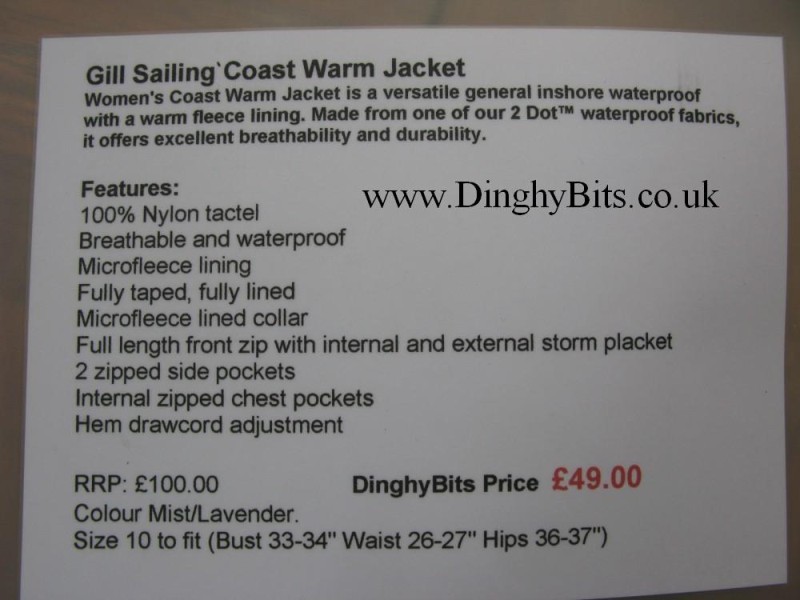 Gill Sailing`Coast Warm Jacket
Women's Coast Warm Jacket is a versatile general inshore waterproof
with a warm fleece lining. Made from one of our 2 Dot™ waterproof fabrics,
it offers excellent breathability and durability.
Features:
www.DinghyBits.co.uk
100% Nylon tactel
Breathable and waterproof
Microfleece lining
Fully taped, fully lined
Microfleece lined collar
Full length front zip with internal and external storm placket
2 zipped side pockets
Internal zipped chest pockets
Hem drawcord adjustment
RRP: £100.00 DinghyBits Price £49.00
Colour Mist/Lavender.
Size 10 to fit (Bust 33-34" Waist 26-27" Hips 36-37")